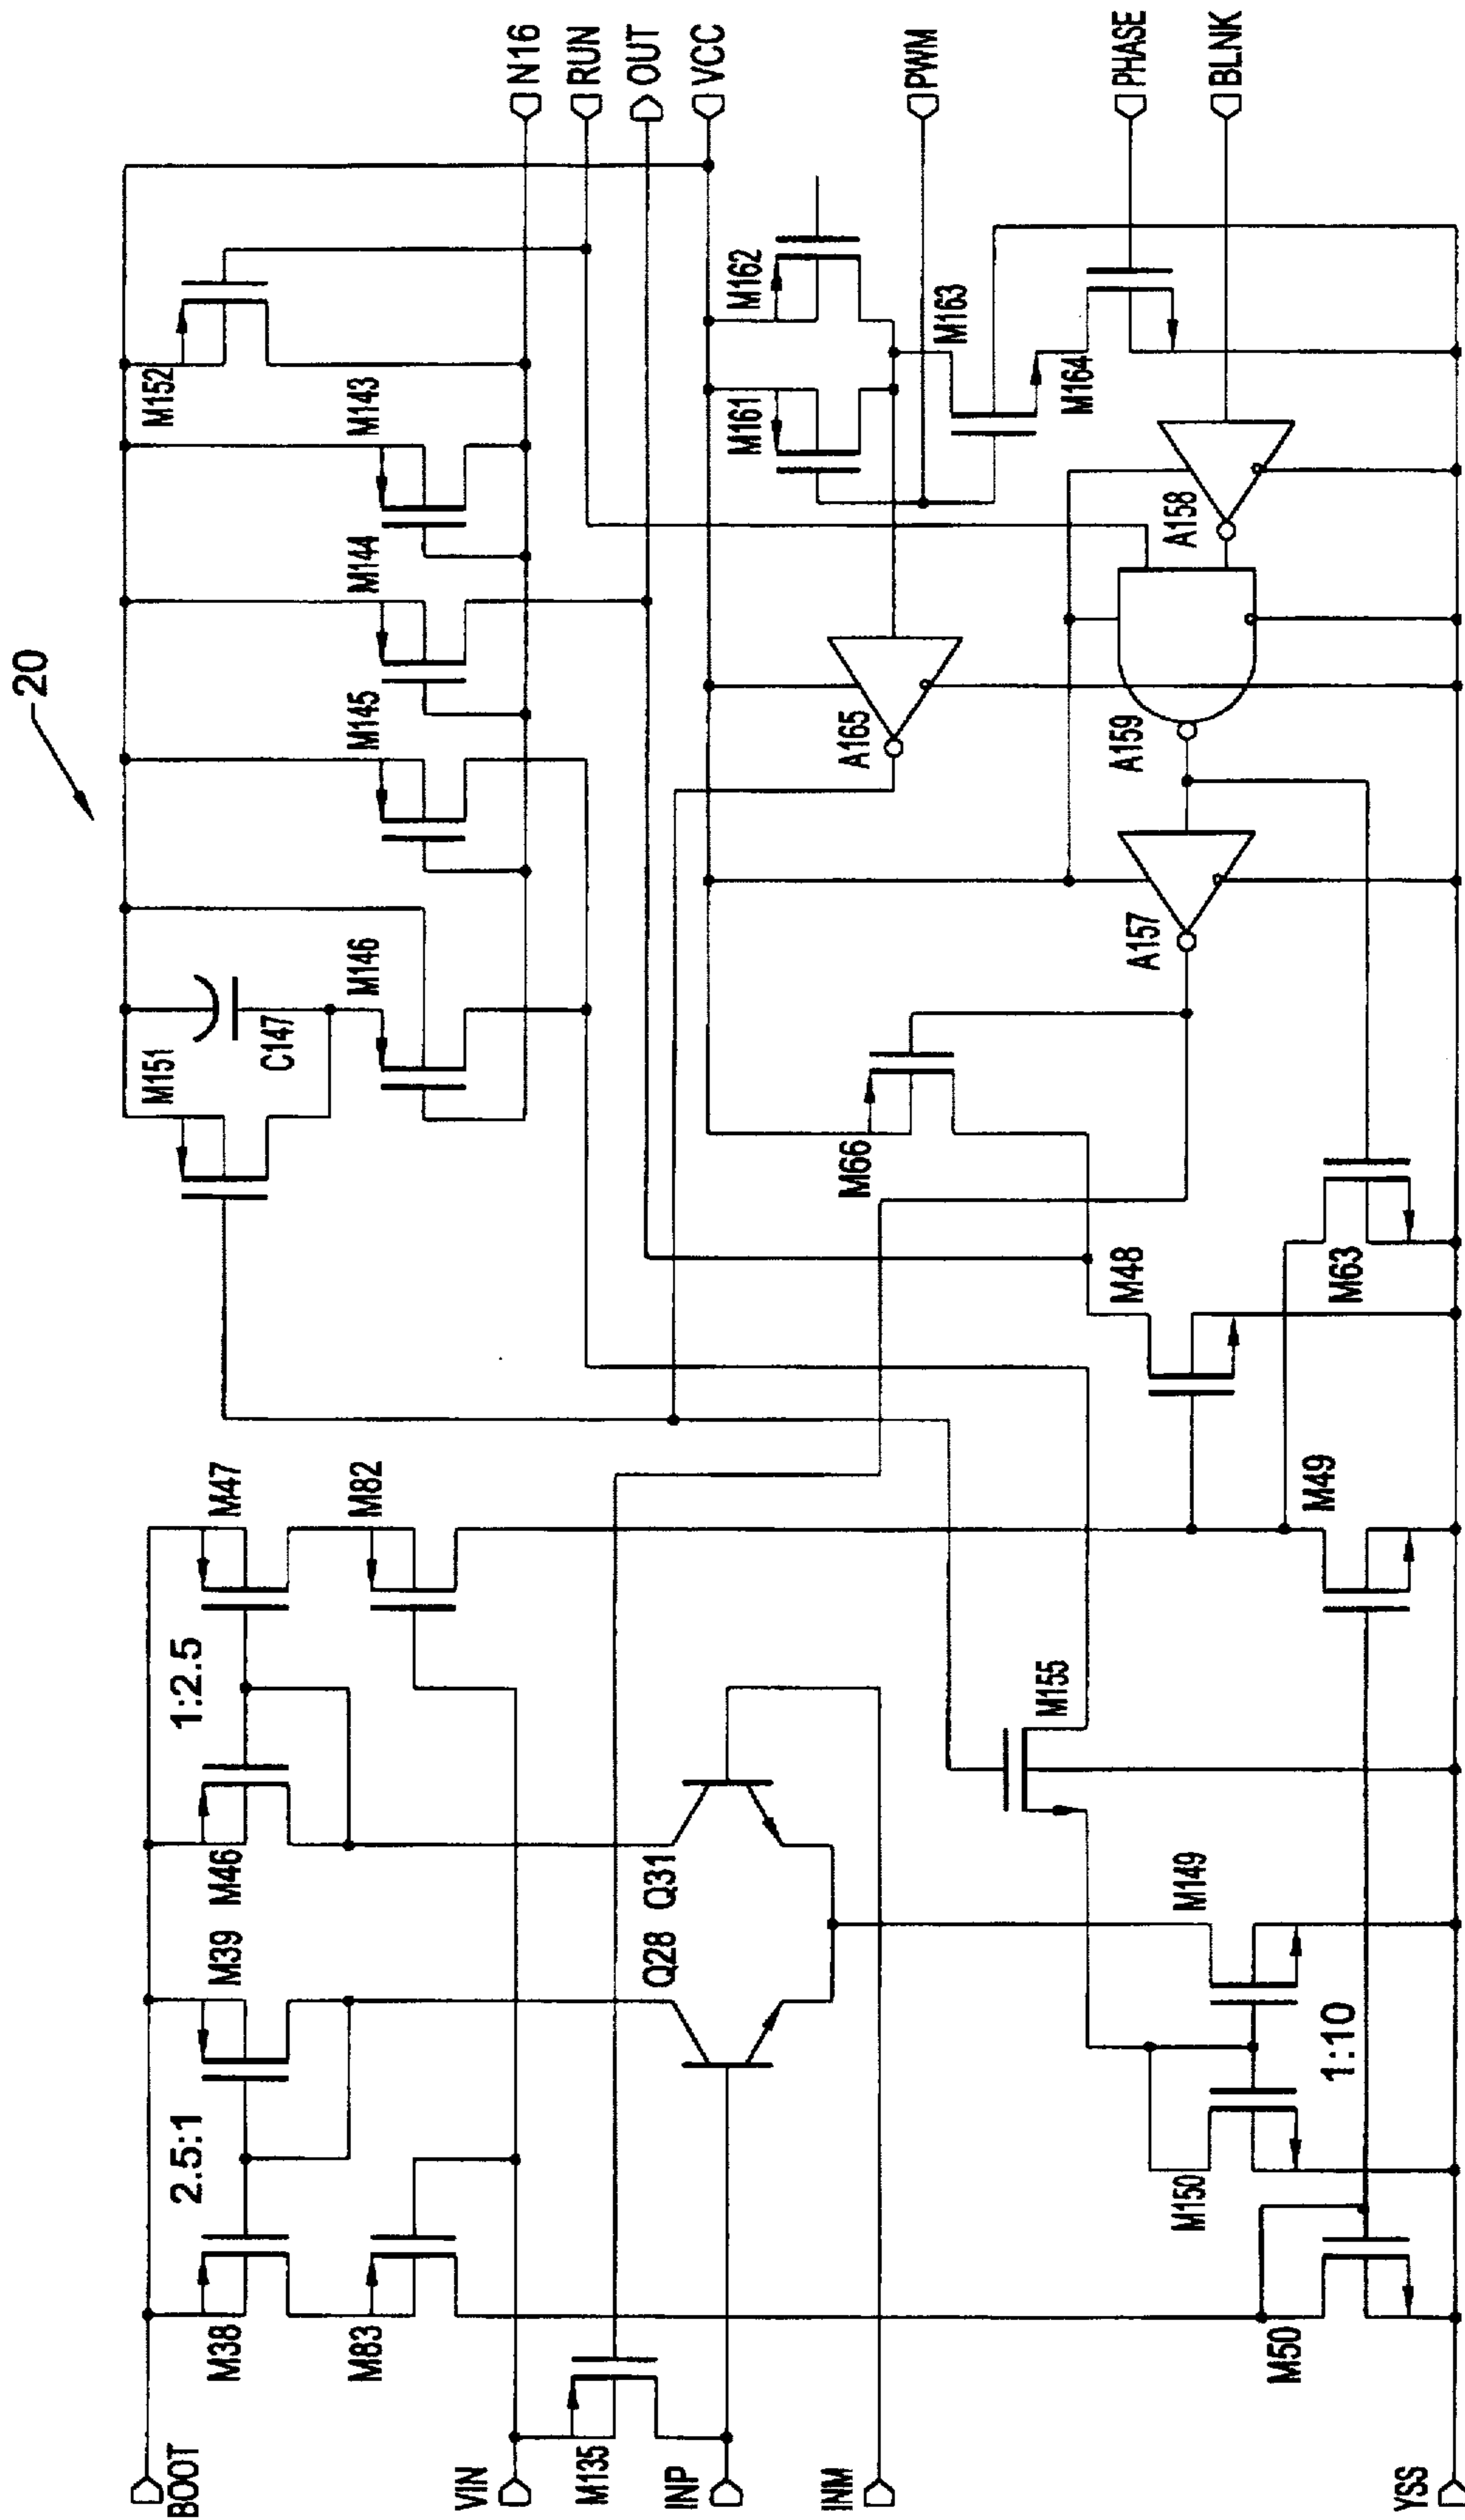 20
BOOT
VIN
M135
INP
INM
YSS
M38
2.5:1
M39
M46
1:2.5
M47
M83
M82
Q28
Q31
M50
M150
1:10
M149
M155
M49
M48
M63
M66
M151
C147
M146
M145
M144
M143
M152
A165
A157
A159
A158
M161
M162
M163
M164
N16
RUN
OUT
VCC
PWM
PHASE
BLNK